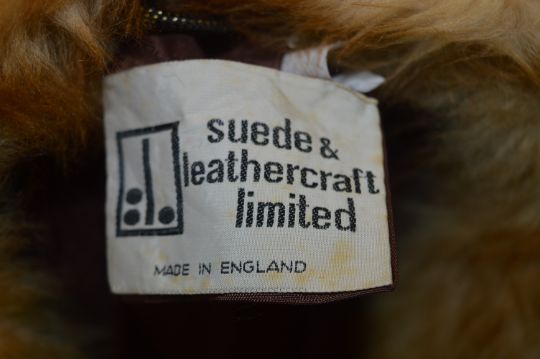 suede &
leathercraft
limited
MADE IN ENGLAND